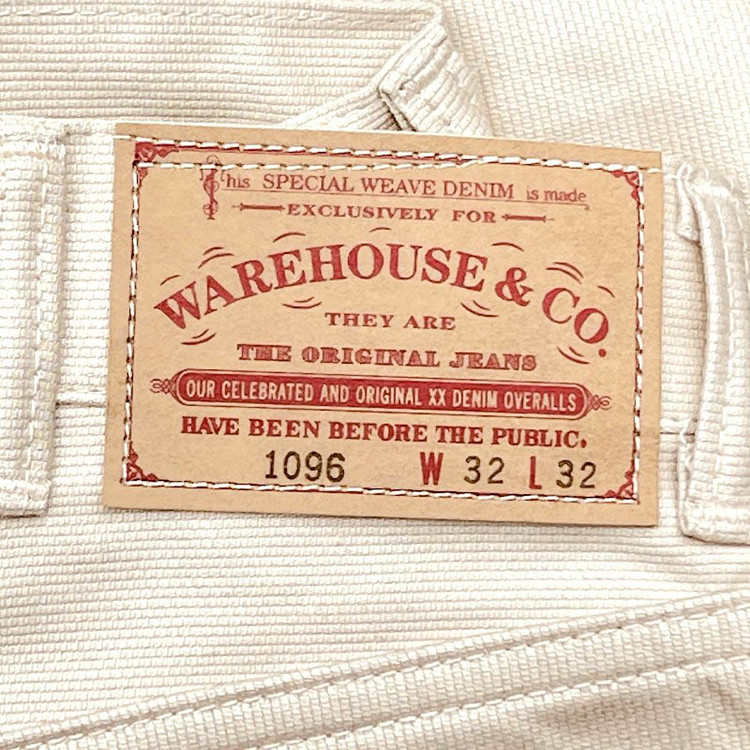 This SPECIAL WEAVE DENIM is made
EXCLUSIVELY FOR
WAREHOUSE & CO.
THEY ARE
THE ORIGINAL JEANS
OUR CELEBRATED AND ORIGINAL XX DENIM OVERALLS
HAVE BEEN BEFORE THE PUBLIC.
1096 W 32 L 32